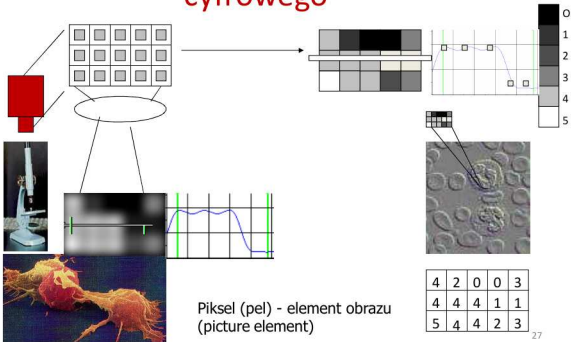 cyfrowego
0
1
2
3
4
5
4 2 0 0 3
4 4 4 1 1
5 4 4 2 3
Piksel (pel) - element obrazu
(picture element)
27